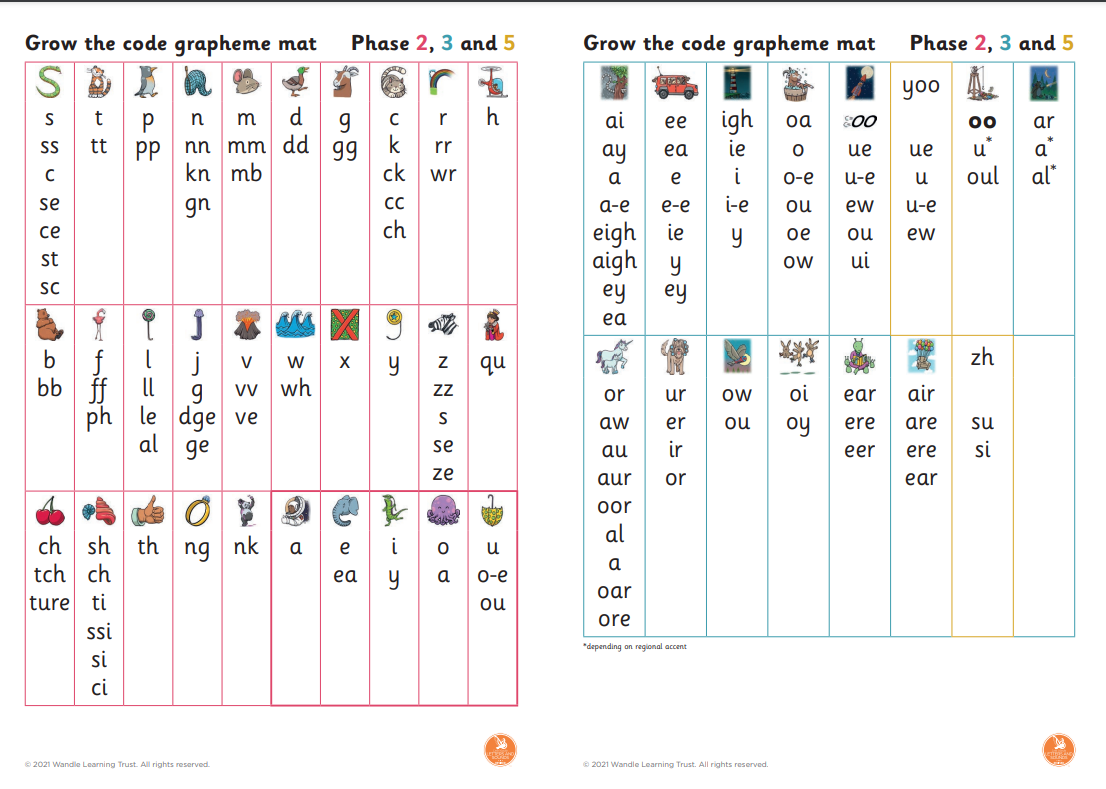 Grow the code grapheme mat Phase 2, 3 and 5
s t p n m d g c r h
ss tt pp nn mm dd gg k rr
c kn mb ck wr
se gn cc
ce ch
st
sc
b f l j v w x y z qu
bb ff ll g vv wh zz
ph le dge ve s
al ge se
ze
ch sh th ng nk a e i o u
tch ch ea y a o-e
ture ti ou
ssi
si
ci
© 2021 Wandle Learning Trust. All rights reserved.
LETTERS AND
SOUNDS
Grow the code grapheme mat Phase 2, 3 and 5
yoo
ai ee igh oa oo oo ar
ay ea ie o ue ue u* a*
a e i o-e u-e u oul al*
a-e e-e i-e ou ew u-e
eigh ie y oe ou ew
aigh y ow ui
ey ey
ea
zh
or ur ow oi ear air
aw er ou oy ere are su
au ir eer ere si
aur or ear
oor
al
a
oar
ore
*depending on regional accent
© 2021 Wandle Learning Trust. All rights reserved.
LETTERS AND
SOUNDS